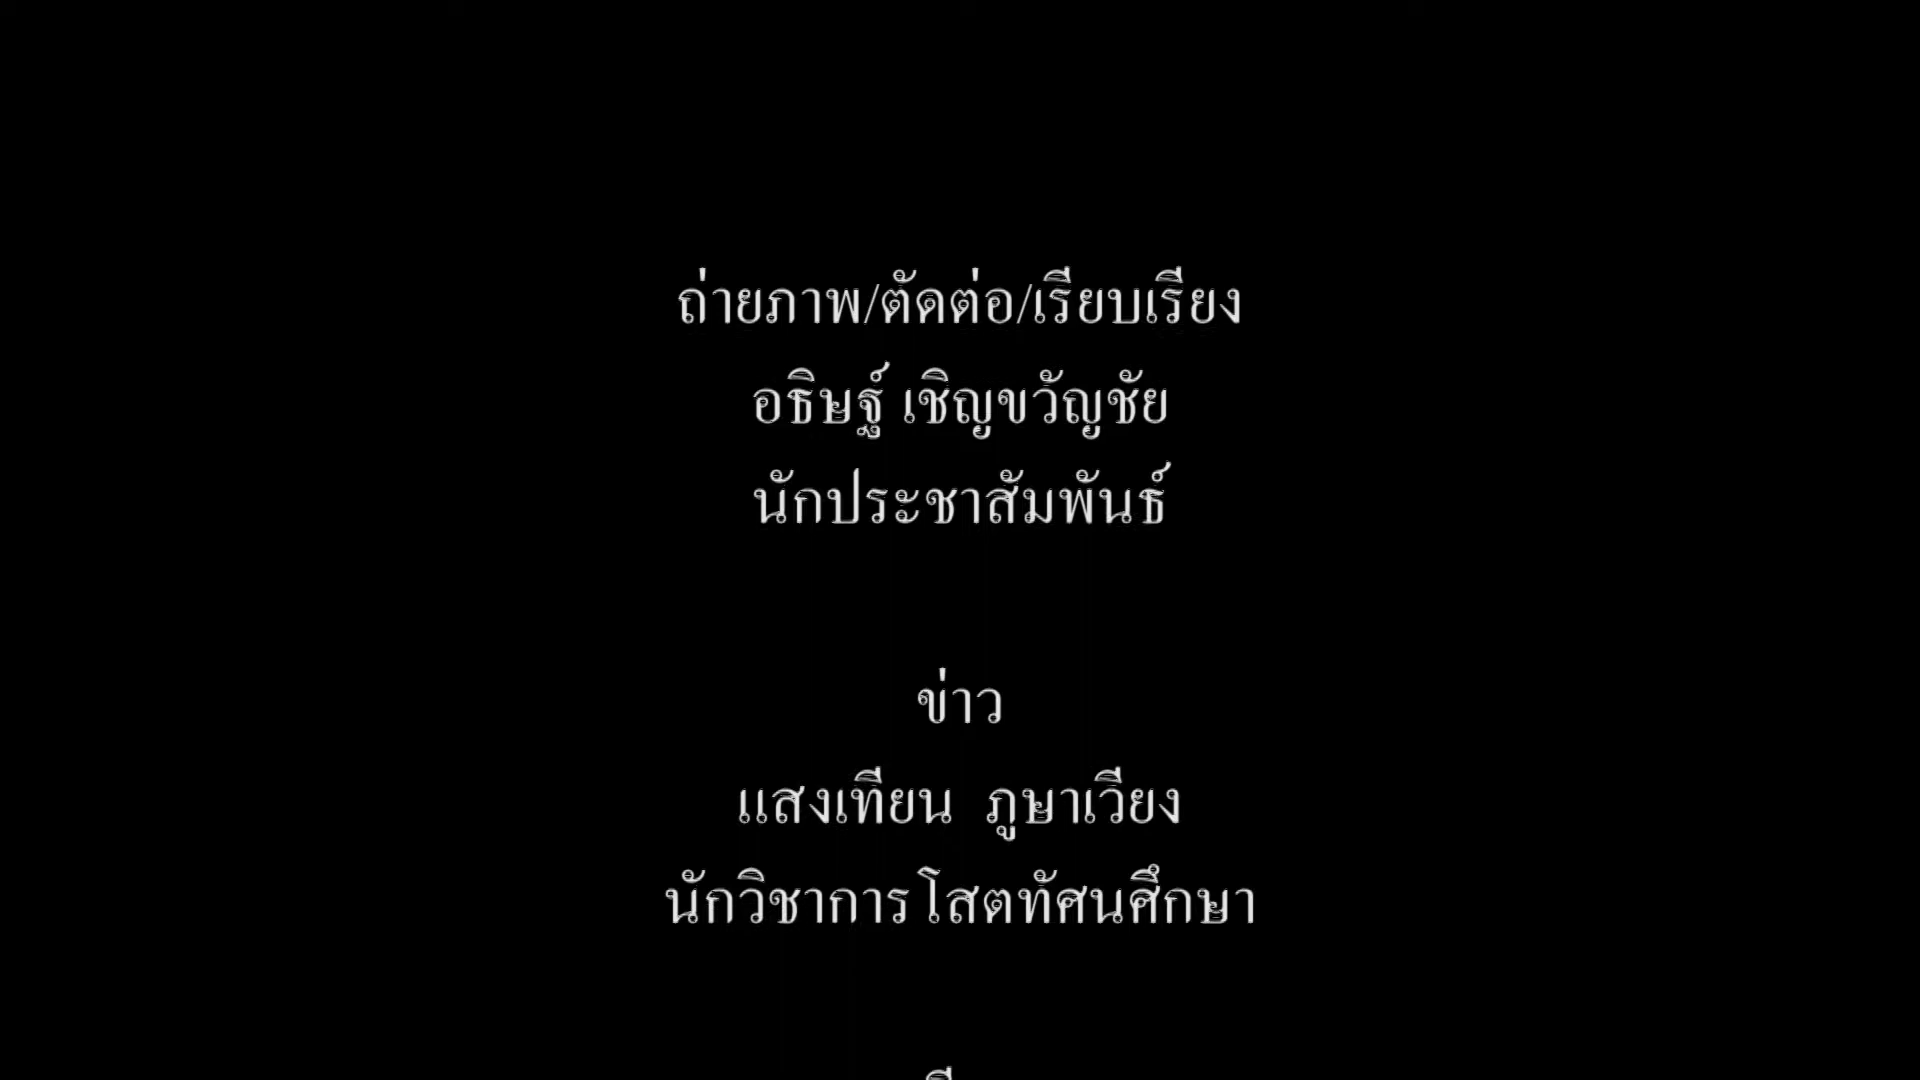 ถ่ายภาพ/ตัดต่อ/เรียบเรียง
อธิษฐ์ เชิญขวัญชัย
นักประชาสัมพันธ์
ข่าว
แสงเทียน  ภูษาเวียง
นักวิชาการโสตทัศนศึกษา